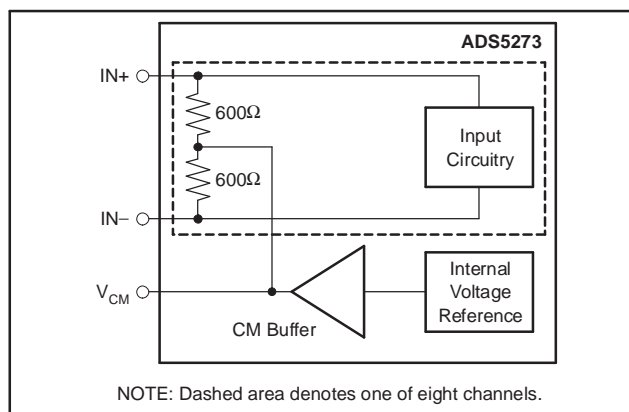 ADS5273
IN+
600Ω
Input
Circuitry
600Ω
IN−
Internal
Voltage
Reference
VCM
CM Buffer
NOTE: Dashed area denotes one of eight channels.